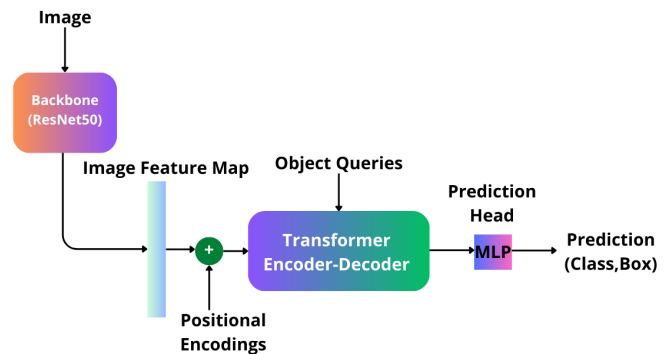 Image
Backbone
(ResNet50)
Image Feature Map
Object Queries
+
Positional
Encodings
Transformer
Encoder-Decoder
Prediction
Head
MLP
Prediction
(Class,Box)